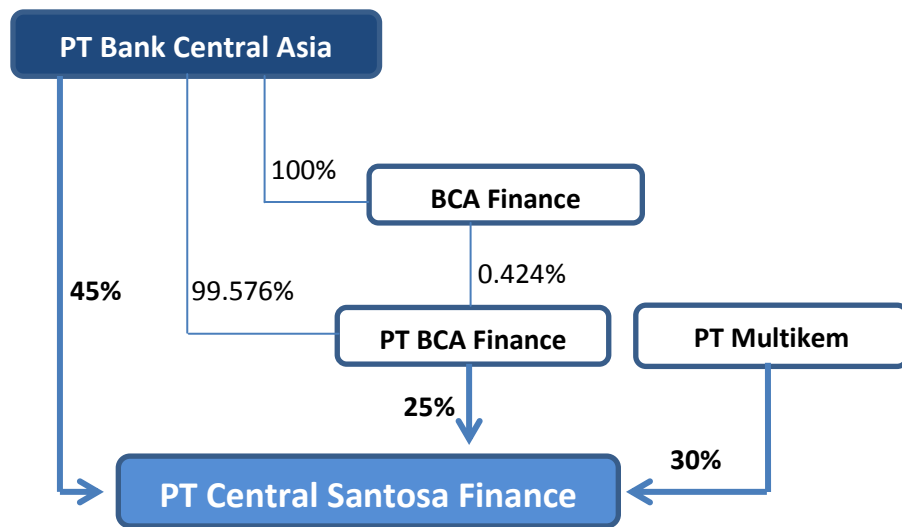 PT Bank Central Asia
100%
BCA Finance
45%
99.576%
0.424%
PT BCA Finance
PT Multikem
25%
30%
PT Central Santosa Finance